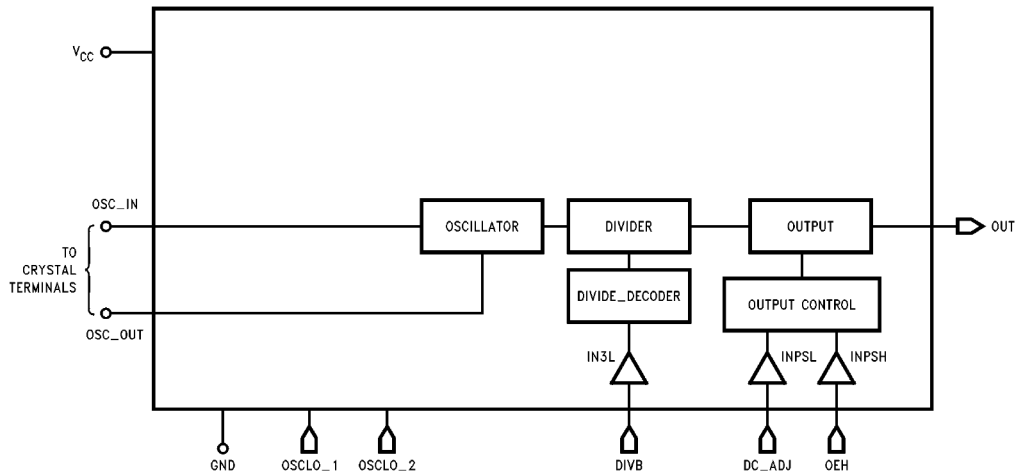 VCC
OSC_IN
TO
CRYSTAL
TERMINALS
OSC_OUT
OSCILLATOR
DIVIDER
OUTPUT
OUT
DIVIDE_DECODER
OUTPUT CONTROL
IN3L
INPSL
INPSH
GND
OSCLO_1
OSCLO_2
DIVB
DC_ADJ
OEH